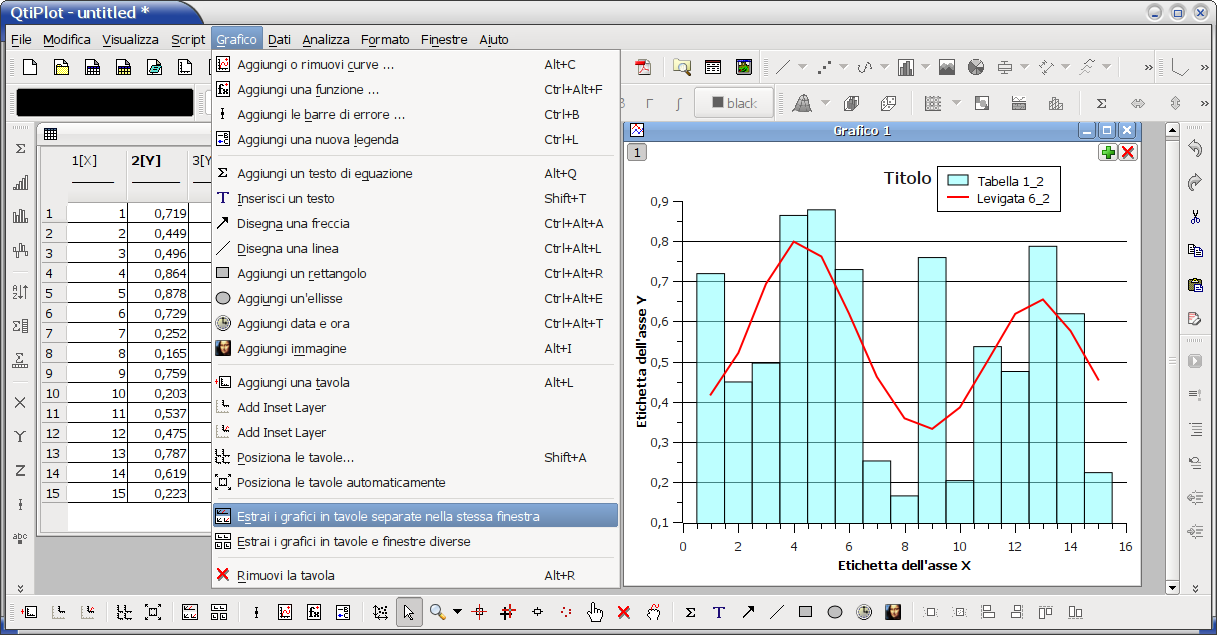 QtiPlot - untitled *
File Modifica Visualizza Script Grafico Dati Analizza Formato Finestre Aiuto
Aggiungi o rimuovi curve ... Alt+C
Aggiungi una funzione ... Ctrl+Alt+F
Aggiungi le barre di errore ... Ctrl+B
Aggiungi una nuova legenda Ctrl+L
Aggiungi un testo di equazione Alt+Q
Inserisci un testo Shift+T
Disegna una freccia Ctrl+Alt+A
Disegna una linea Ctrl+Alt+L
Aggiungi un rettangolo Ctrl+Alt+R
Aggiungi un'ellisse Ctrl+Alt+E
Aggiungi data e ora Ctrl+Alt+T
Aggiungi immagine Alt+I
Aggiungi una tavola Alt+L
Add Inset Layer
Add Inset Layer
Posiziona le tavole... Shift+A
Posiziona le tavole automaticamente
Estrai i grafici in tavole separate nella stessa finestra
Estrai i grafici in tavole e finestre diverse
Rimuovi la tavola Alt+R
black
1[X] 2[Y] 3[Y
1 1 0,719
2 2 0,449
3 3 0,496
4 4 0,864
5 5 0,878
6 6 0,729
7 7 0,252
8 8 0,165
9 9 0,759
10 10 0,203
11 11 0,537
12 12 0,475
13 13 0,787
14 14 0,619
15 15 0,223
Grafico 1
1
Titolo
Tabella 1_2
Levigata 6_2
Etichetta dell'asse Y
0,9
0,8
0,7
0,6
0,5
0,4
0,3
0,2
0,1
0 2 4 6 8 10 12 14 16
Etichetta dell'asse X